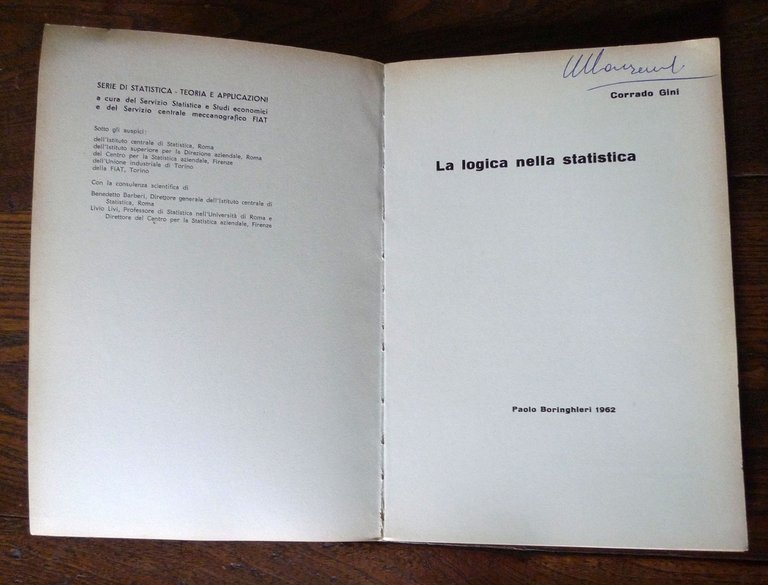 SERIE DI STATISTICA - TEORIA E APPLICAZIONI
a cura del Servizio Statistica e Studi economici
e del Servizio centrale meccanografico FIAT
Sotto gli auspici:
dell'Istituto centrale di Statistica, Roma
dell'Istituto superiore per la Direzione aziendale, Roma
del Centro per la Statistica aziendale, Firenze
dell'Unione industriale di Torino
della FIAT, Torino
Con la consulenza scientifica di
Benedetto Barberi, Direttore generale dell'Istituto centrale di
Statistica, Roma
Livio Livi, Professore di Statistica nell'Università di Roma e
Direttore del Centro per la Statistica aziendale, Firenze
Corrado Gini
La logica nella statistica
Paolo Boringhieri 1962